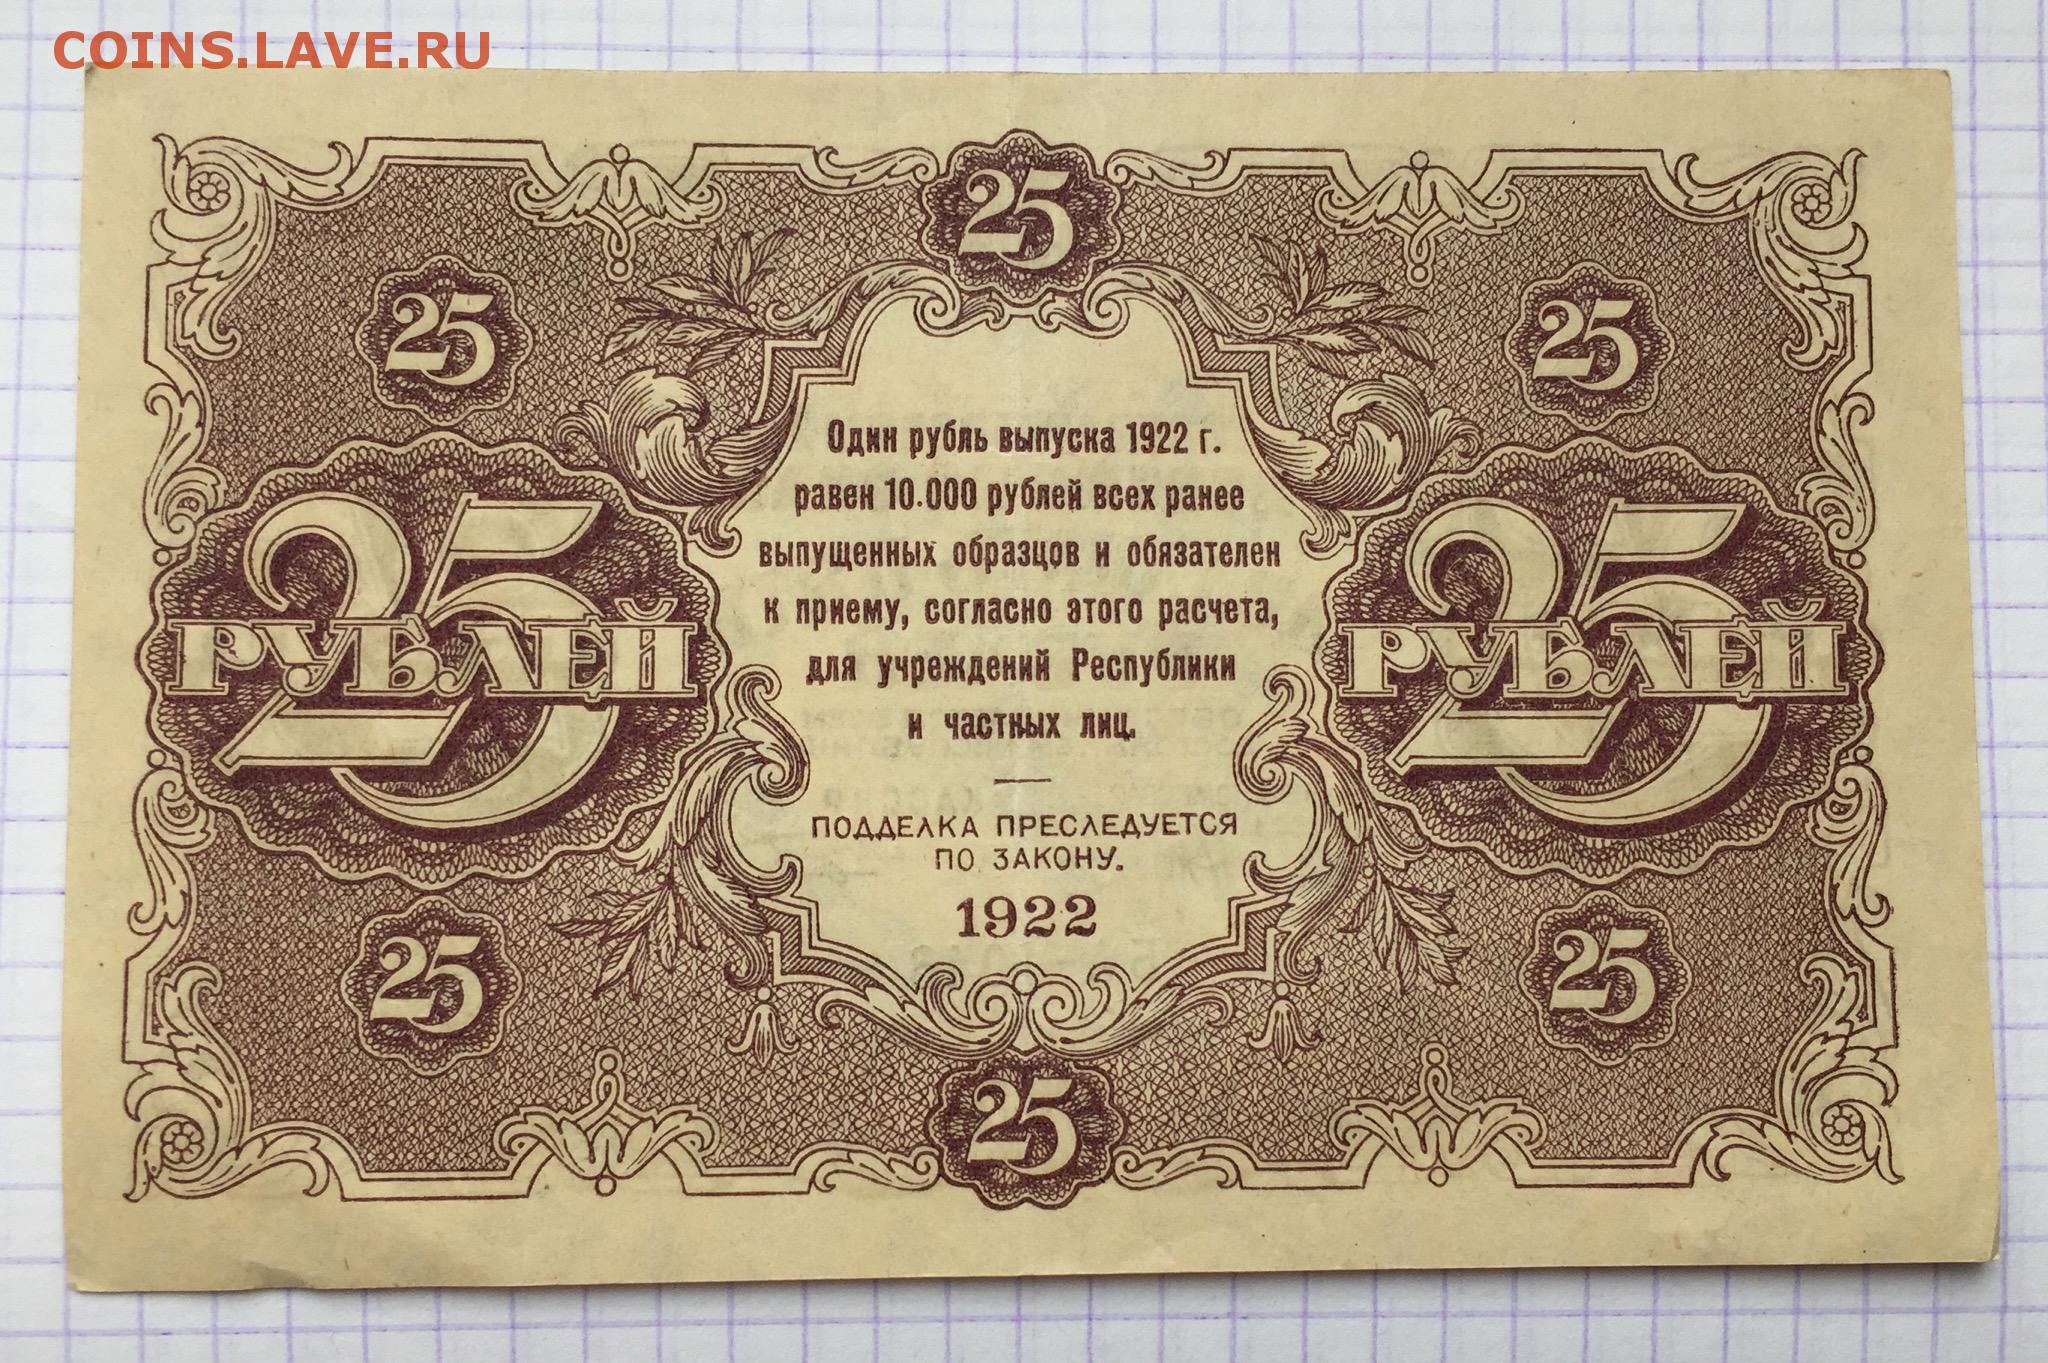 COINS.LAVE.RU
25
25
25
Один рубль выпуска 1922 г.
равен 10.000 рублей всех ранее
выпущенных образцов и обязателен
к приему, согласно этого расчета,
для учреждений Республики
и частных лиц.
25 РУБЛЕЙ
25 РУБЛЕЙ
ПОДДЕЛКА ПРЕСЛЕДУЕТСЯ
ПО ЗАКОНУ.
1922
25
25
25